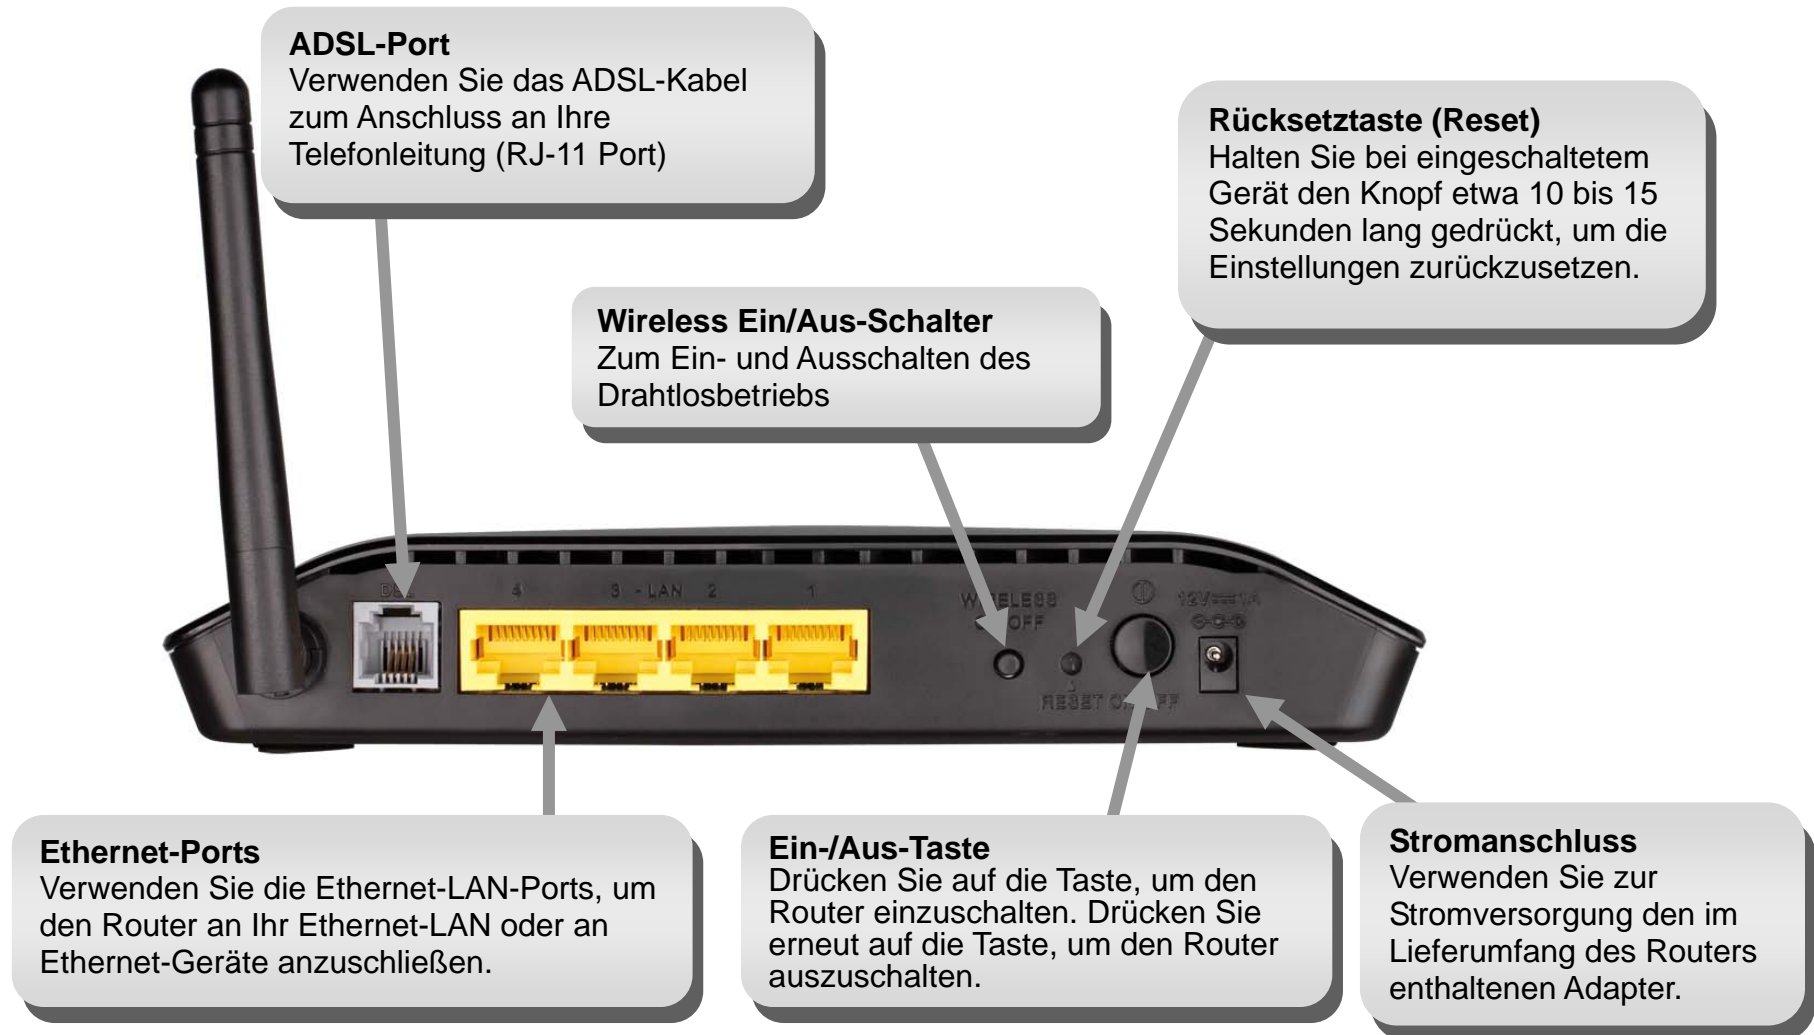 ADSL-Port
Verwenden Sie das ADSL-Kabel
zum Anschluss an Ihre
Telefonleitung (RJ-11 Port)
Rücksetztaste (Reset)
Halten Sie bei eingeschaltetem
Gerät den Knopf etwa 10 bis 15
Sekunden lang gedrückt, um die
Einstellungen zurückzusetzen.
Wireless Ein/Aus-Schalter
Zum Ein- und Ausschalten des
Drahtlosbetriebs
4 3 - LAN 2 1
12V 1A
RESET
Ethernet-Ports
Verwenden Sie die Ethernet-LAN-Ports, um
den Router an Ihr Ethernet-LAN oder an
Ethernet-Geräte anzuschließen.
Ein-/Aus-Taste
Drücken Sie auf die Taste, um den
Router einzuschalten. Drücken Sie
erneut auf die Taste, um den Router
auszuschalten.
Stromanschluss
Verwenden Sie zur
Stromversorgung den im
Lieferumfang des Routers
enthaltenen Adapter.